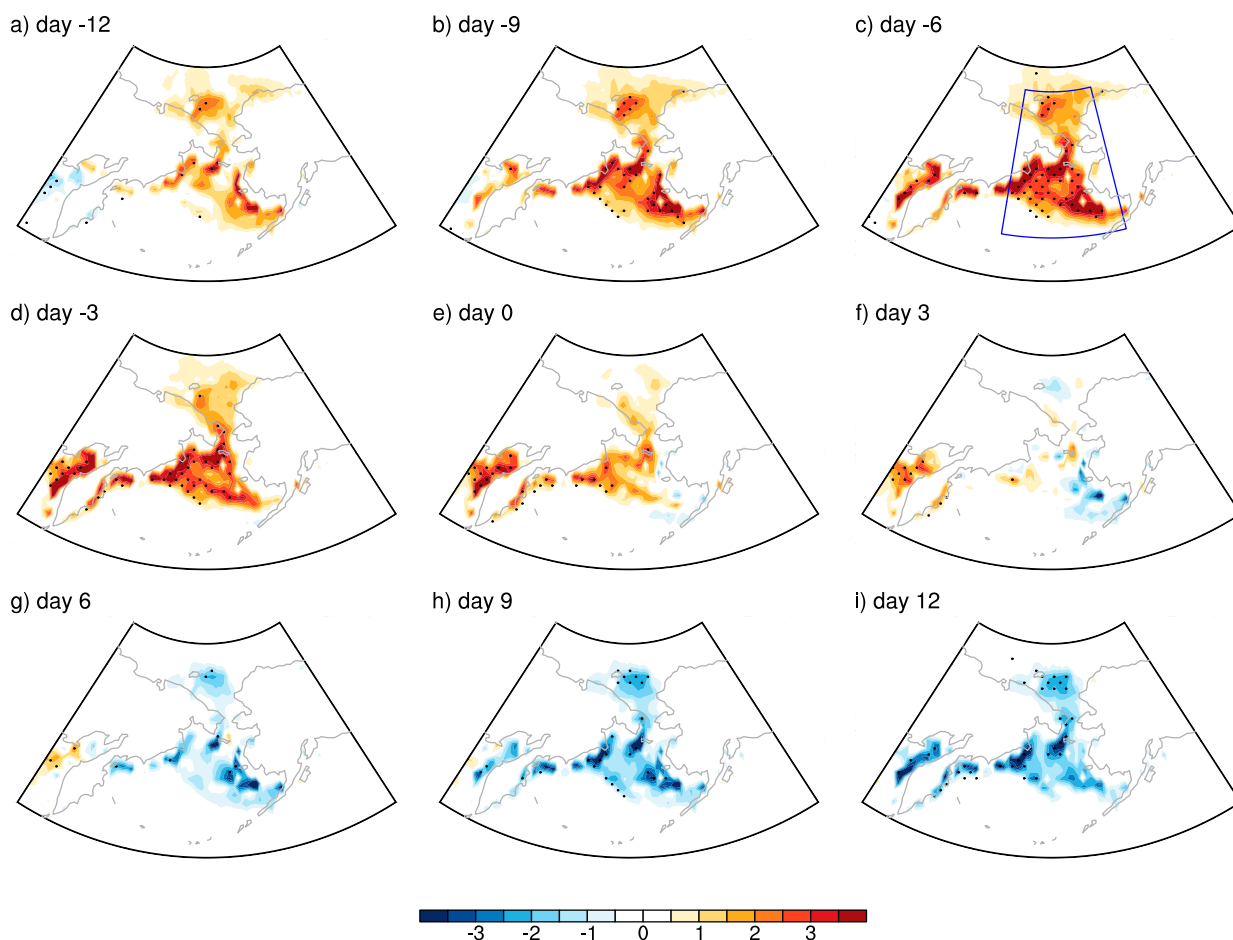 a) day -12
b) day -9
c) day -6
d) day -3
e) day 0
f) day 3
g) day 6
h) day 9
i) day 12
-3 -2 -1 0 1 2 3